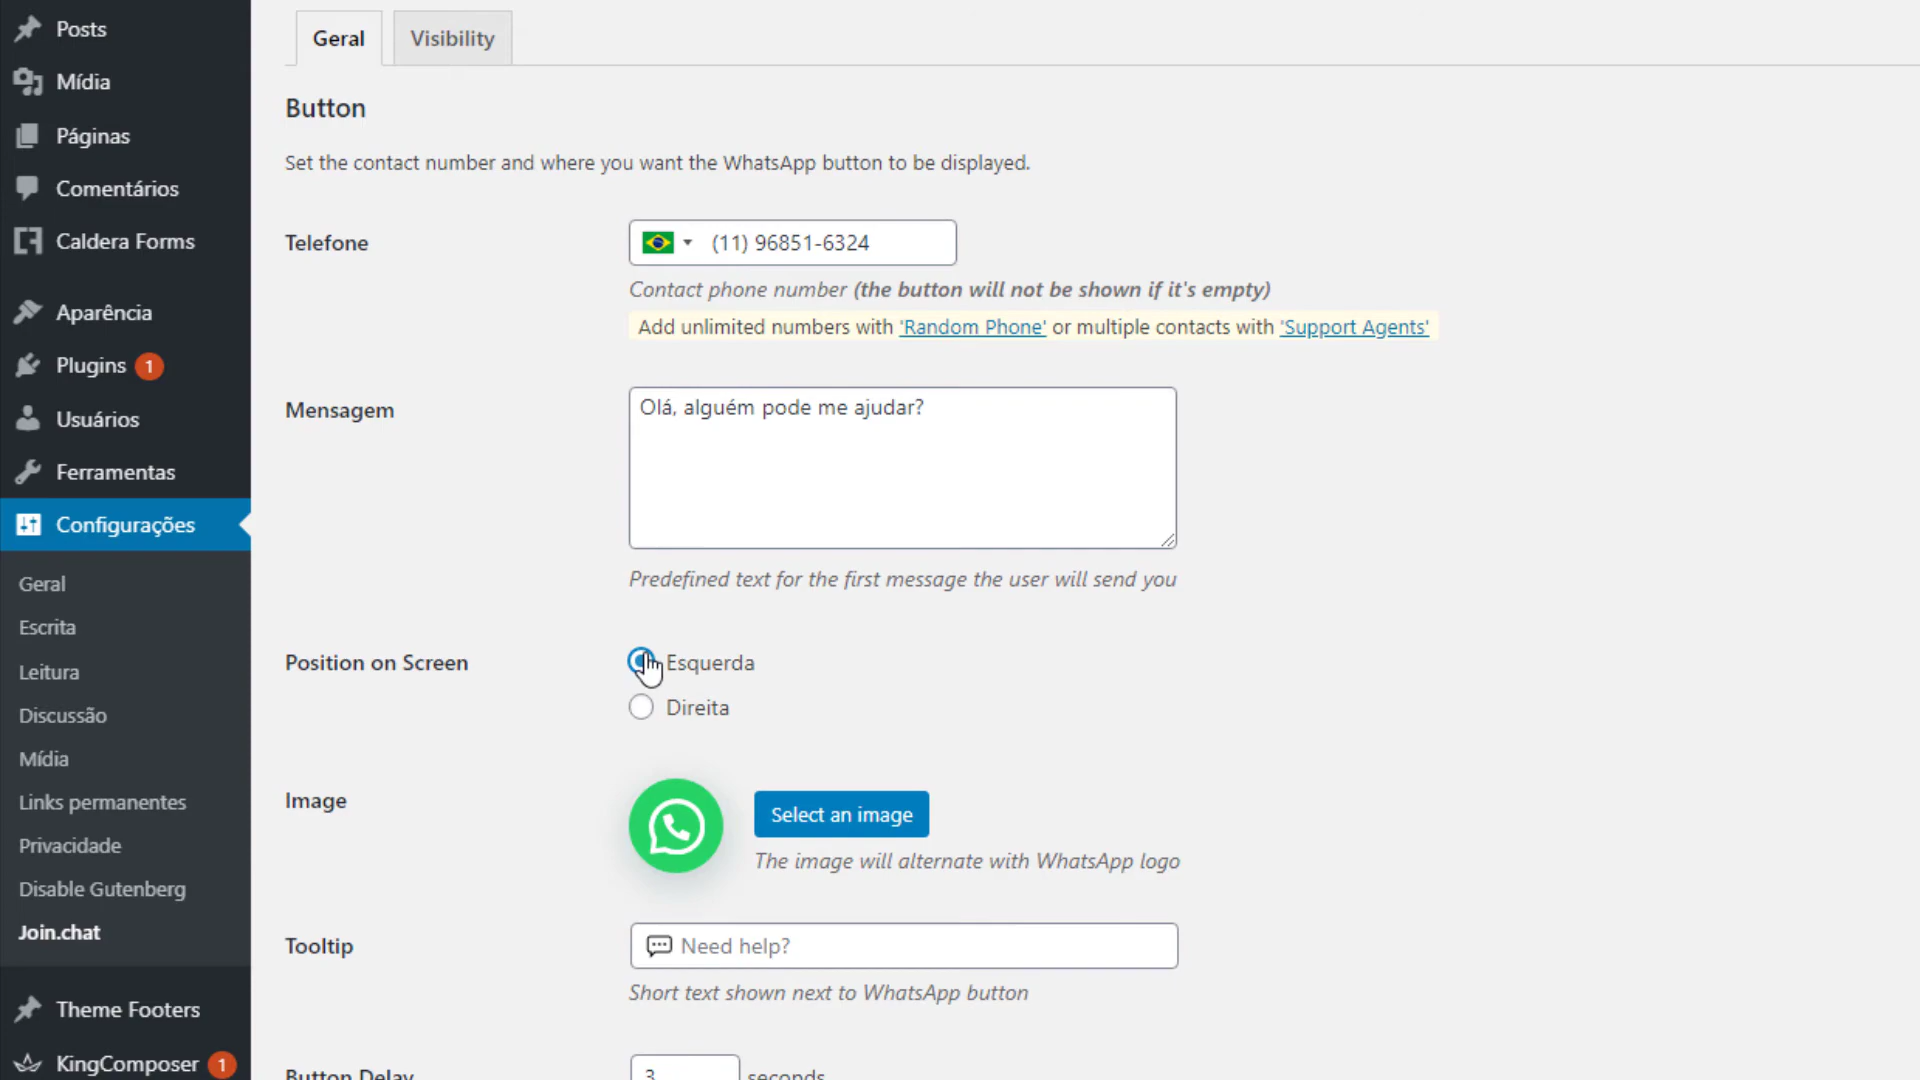 Posts
Mídia
Páginas
Comentários
Caldera Forms
Aparência
Plugins 1
Usuários
Ferramentas
Configurações
Geral
Escrita
Leitura
Discussão
Mídia
Links permanentes
Privacidade
Disable Gutenberg
Join.chat
Theme Footers
KingComposer 1
Geral
Visibility
Button
Set the contact number and where you want the WhatsApp button to be displayed.
Telefone
(11) 96851-6324
Contact phone number (the button will not be shown if it's empty)
Add unlimited numbers with 'Random Phone' or multiple contacts with 'Support Agents'
Mensagem
Olá, alguém pode me ajudar?
Predefined text for the first message the user will send you
Position on Screen
Esquerda
Direita
Image
Select an image
The image will alternate with WhatsApp logo
Tooltip
Need help?
Short text shown next to WhatsApp button
Button Delay
3 seconds